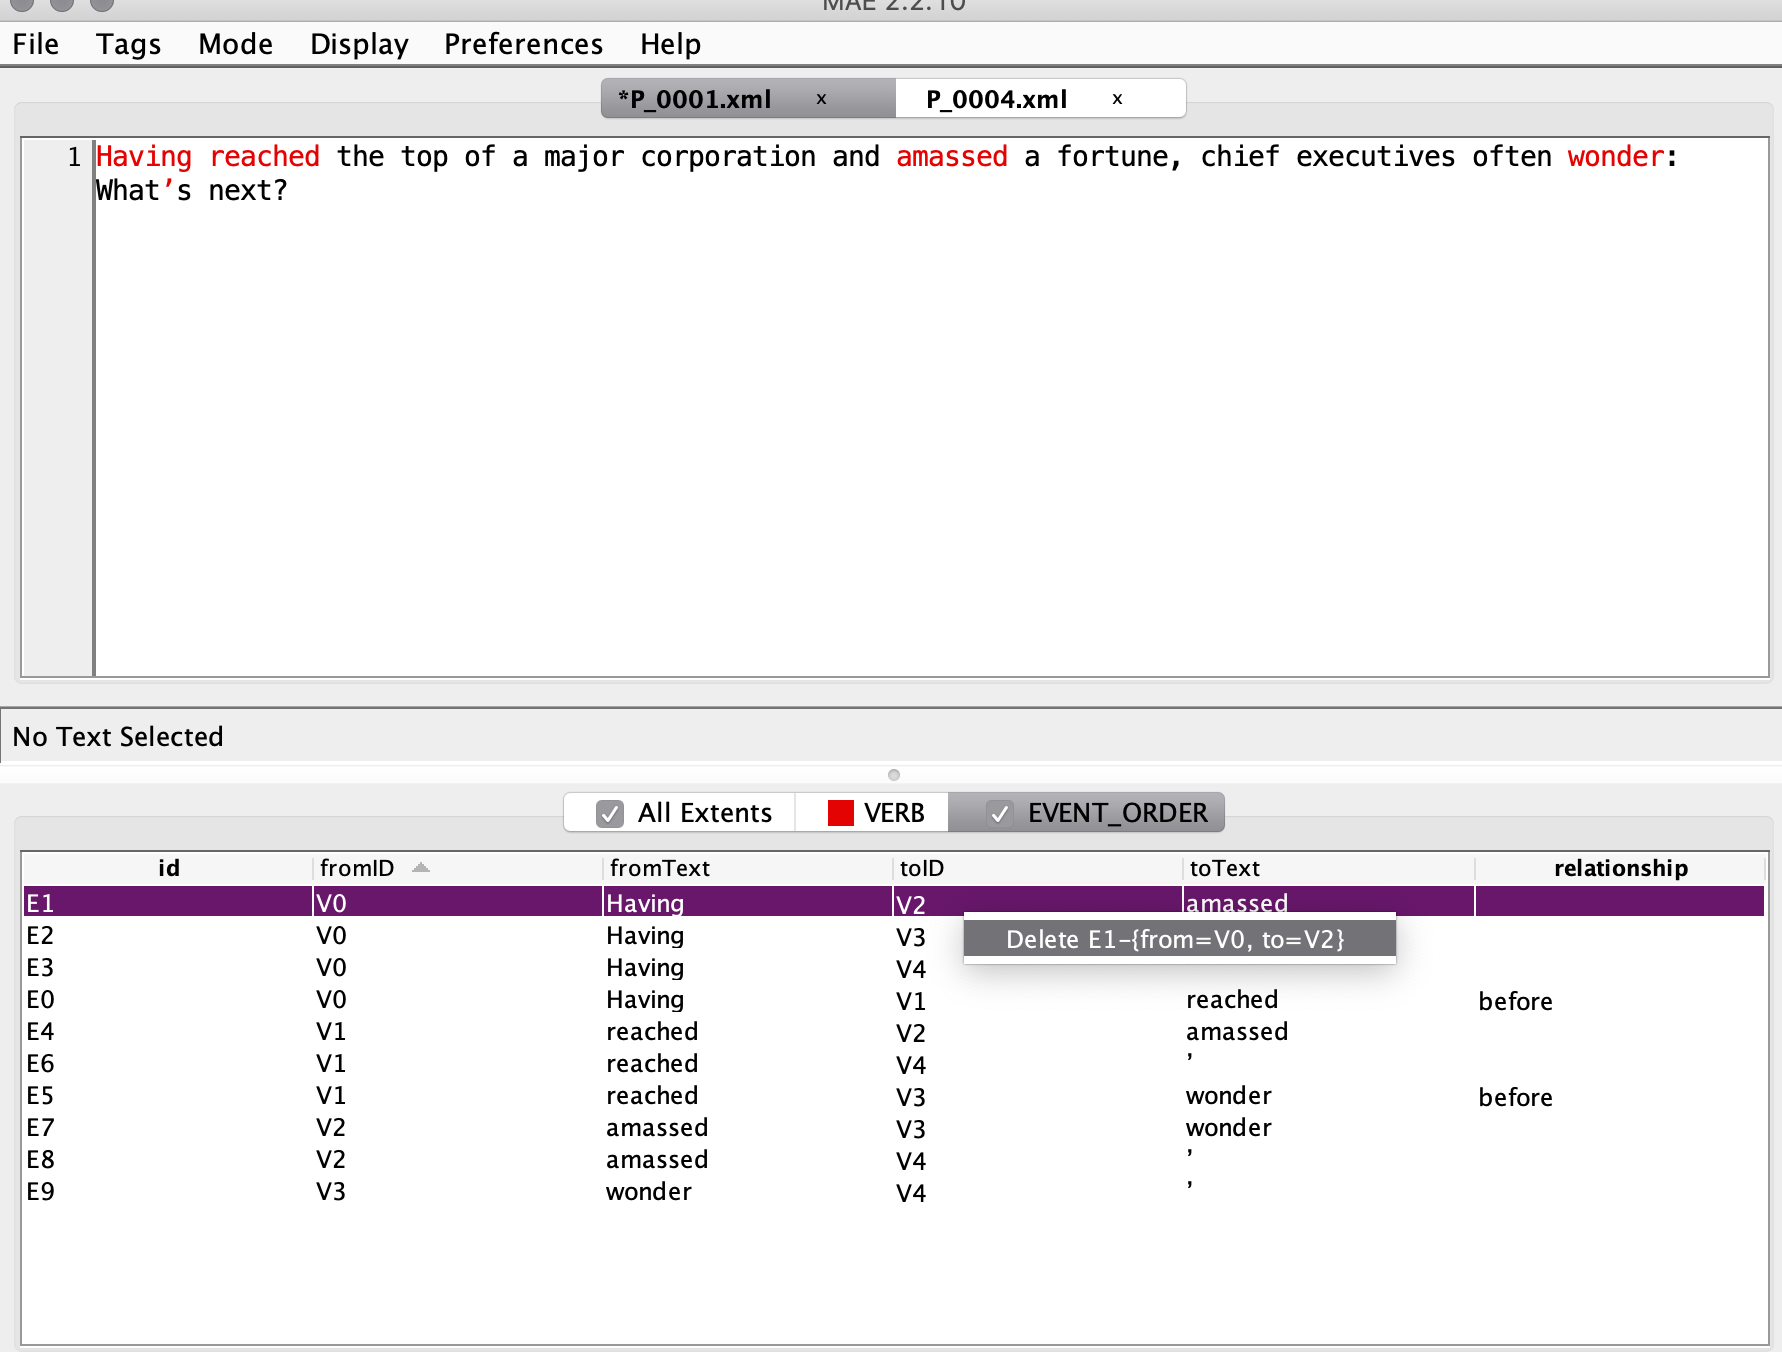 MAE 2.2.10
File Tags Mode Display Preferences Help
*P_0001.xml x P_0004.xml x
1 Having reached the top of a major corporation and amassed a fortune, chief executives often wonder:
What’s next?
No Text Selected
All Extents VERB EVENT_ORDER
id fromID fromText toID toText relationship
E1 V0 Having V2 amassed
E2 V0 Having V3
Delete E1-{from=V0, to=V2}
E3 V0 Having V4
E0 V0 Having V1 reached before
E4 V1 reached V2 amassed
E6 V1 reached V4 ’
E5 V1 reached V3 wonder before
E7 V2 amassed V3 wonder
E8 V2 amassed V4 ’
E9 V3 wonder V4 ’